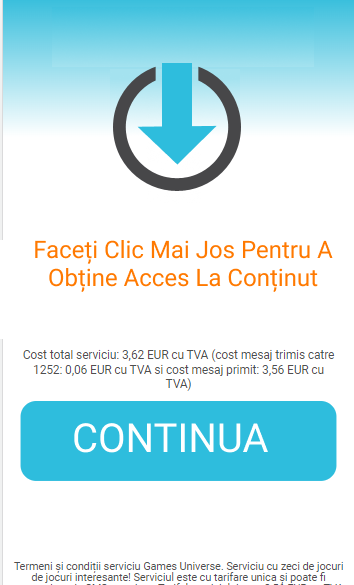 Faceți Clic Mai Jos Pentru A
Obține Acces La Conținut
Cost total serviciu: 3,62 EUR cu TVA (cost mesaj trimis catre
1252: 0,06 EUR cu TVA si cost mesaj primit: 3,56 EUR cu
TVA)
CONTINUA
Termeni și condiții serviciu Games Universe. Serviciu cu zeci de jocuri
de jocuri interesante! Serviciul este cu tarifare unica și poate fi